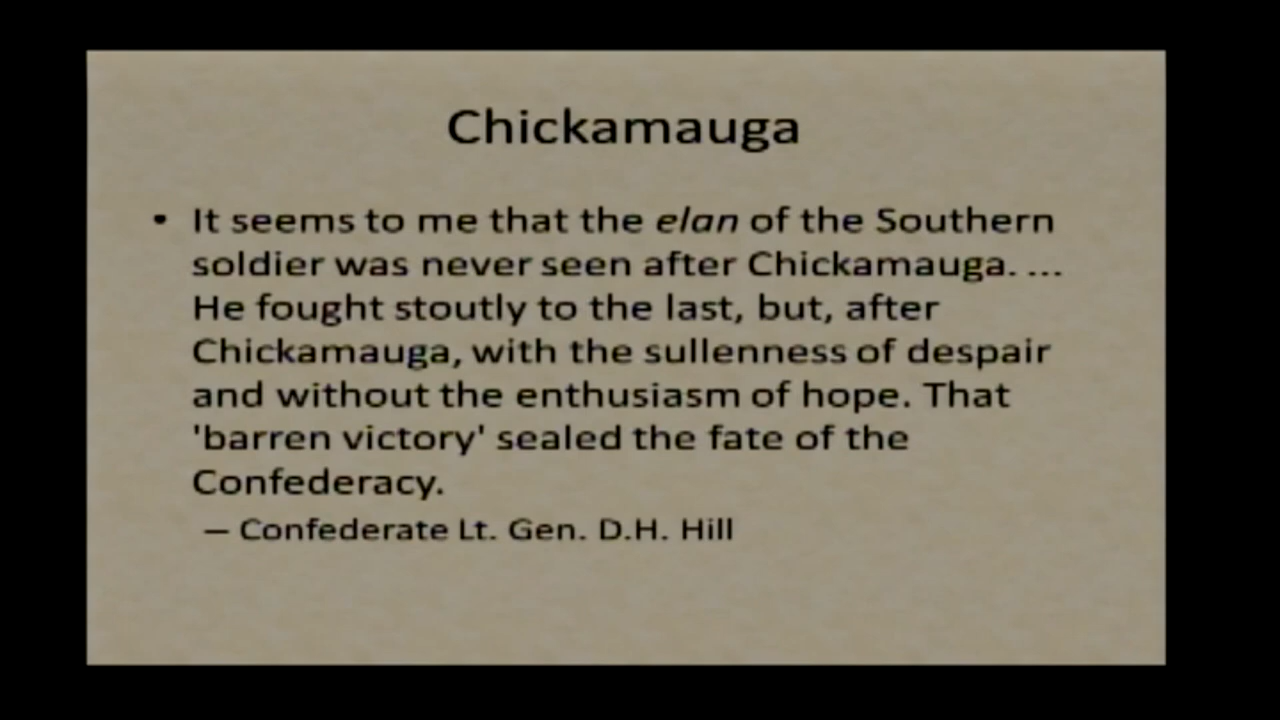 Chickamauga
• It seems to me that the elan of the Southern
soldier was never seen after Chickamauga. ...
He fought stoutly to the last, but, after
Chickamauga, with the sullenness of despair
and without the enthusiasm of hope. That
'barren victory' sealed the fate of the
Confederacy.
– Confederate Lt. Gen. D.H. Hill